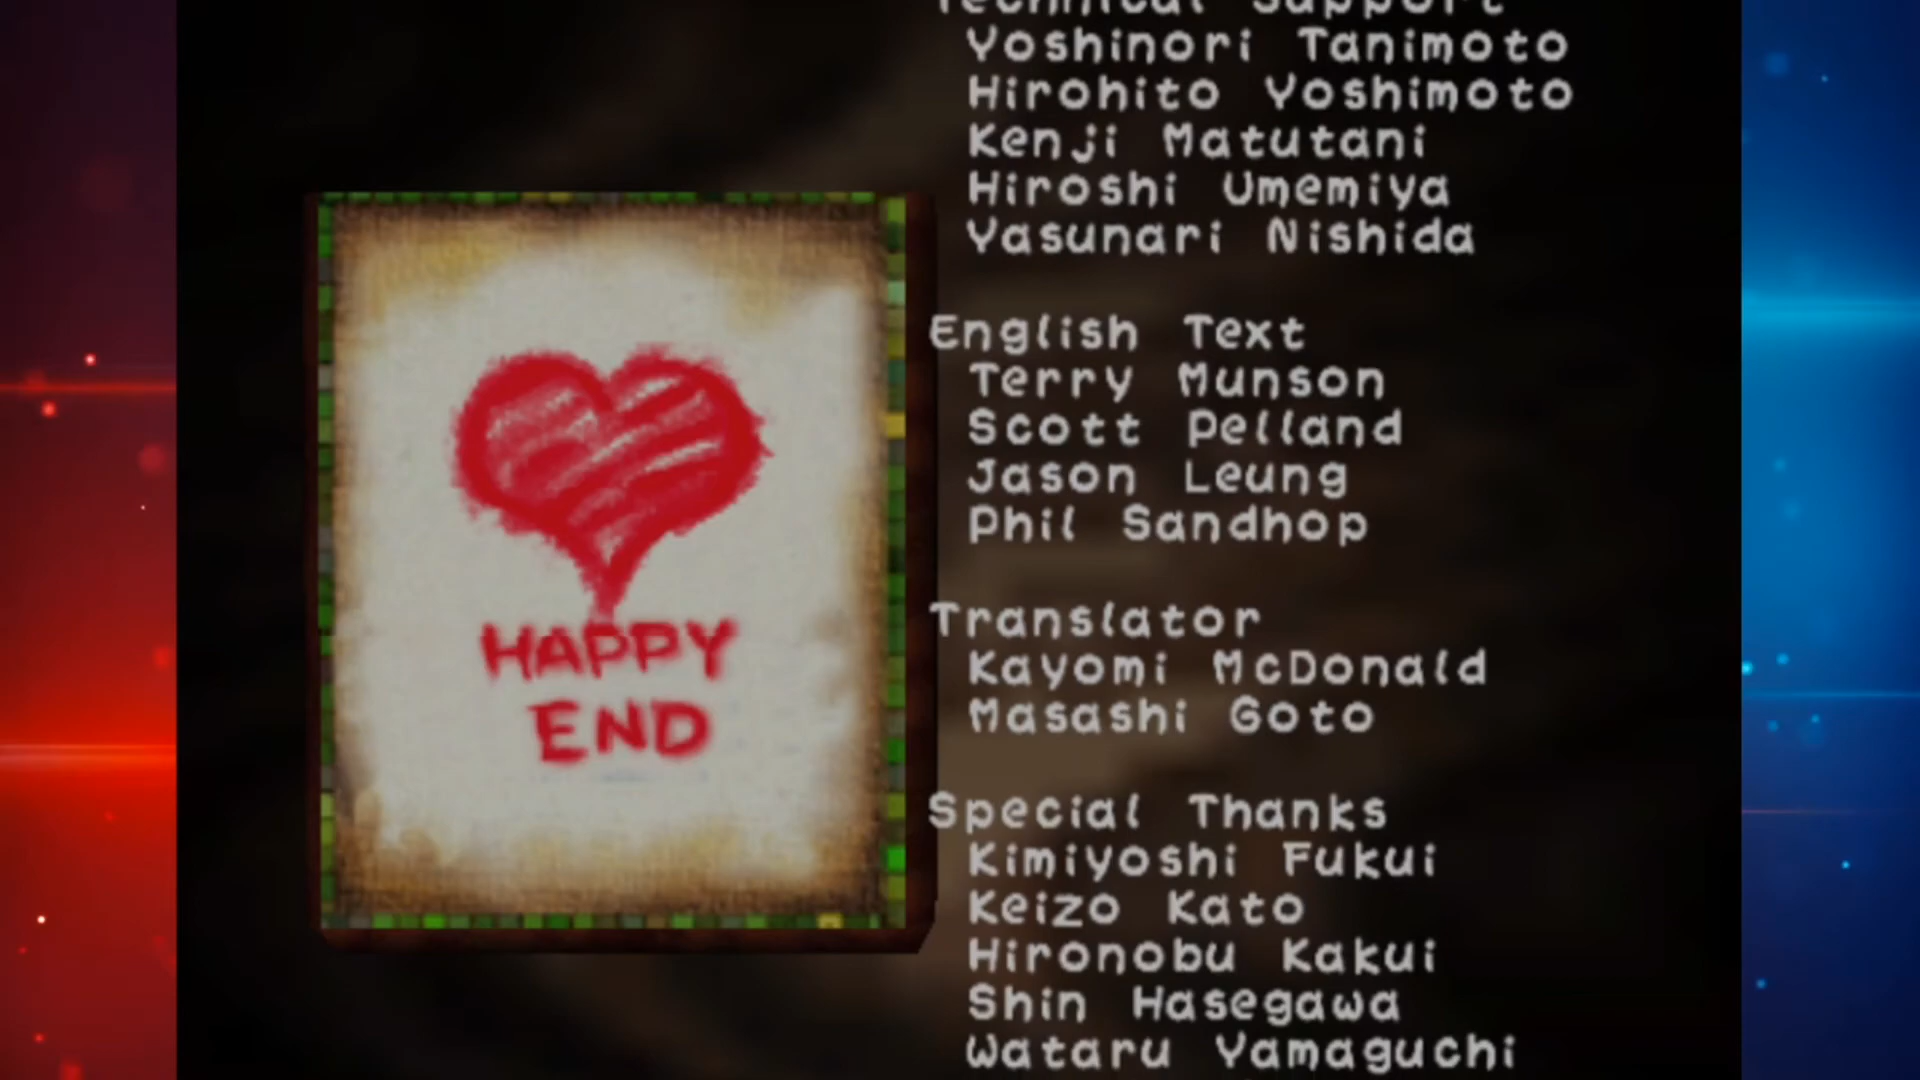 Technical Support
Yoshinori Tanimoto
Hirohito Yoshimoto
Kenji Matutani
Hiroshi Umemiya
Yasunari Nishida
English Text
Terry Munson
Scott Pelland
Jason Leung
Phil Sandhop
Translator
Kayomi McDonald
Masashi Goto
Special Thanks
Kimiyoshi Fukui
Keizo Kato
Hironobu Kakui
Shin Hasegawa
Wataru Yamaguchi
HAPPY
END